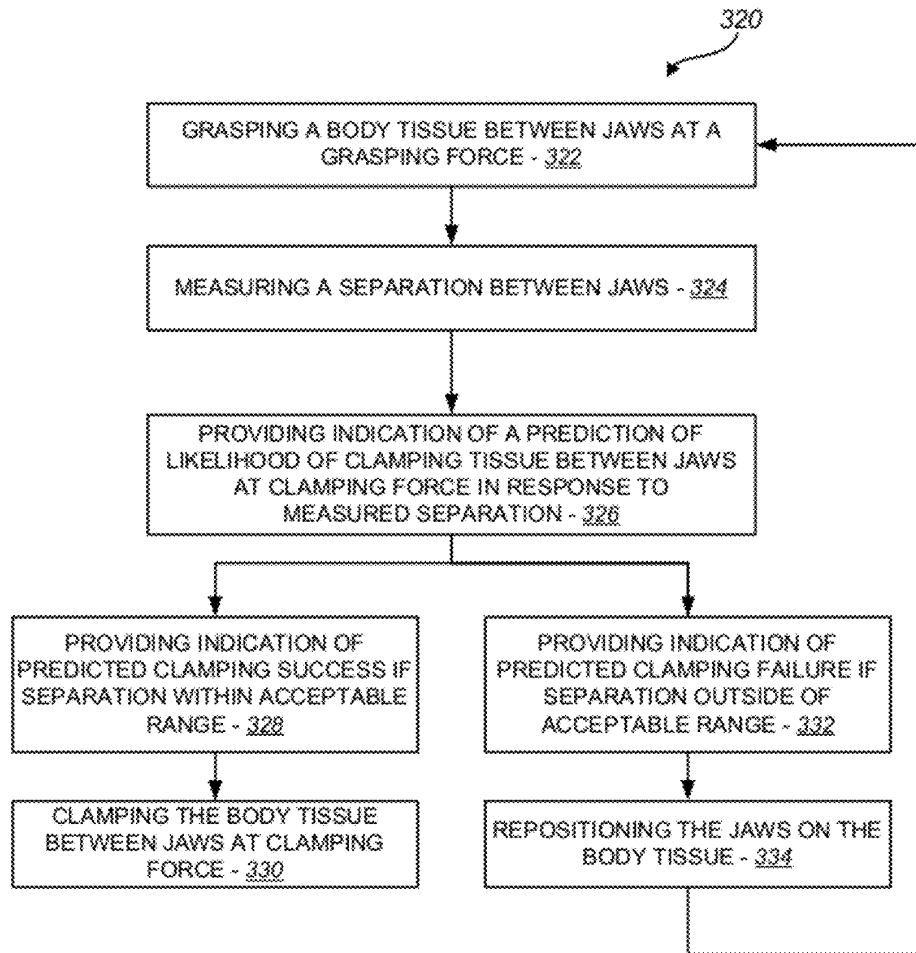 320
GRASPING A BODY TISSUE BETWEEN JAWS AT A
GRASPING FORCE - 322
MEASURING A SEPARATION BETWEEN JAWS - 324
PROVIDING INDICATION OF A PREDICTION OF
LIKELIHOOD OF CLAMPING TISSUE BETWEEN JAWS
AT CLAMPING FORCE IN RESPONSE TO
MEASURED SEPARATION - 326
PROVIDING INDICATION OF
PREDICTED CLAMPING SUCCESS IF
SEPARATION WITHIN ACCEPTABLE
RANGE - 328
CLAMPING THE BODY TISSUE
BETWEEN JAWS AT CLAMPING
FORCE - 330
PROVIDING INDICATION OF
PREDICTED CLAMPING FAILURE IF
SEPARATION OUTSIDE OF
ACCEPTABLE RANGE - 332
REPOSITIONING THE JAWS ON THE
BODY TISSUE - 334